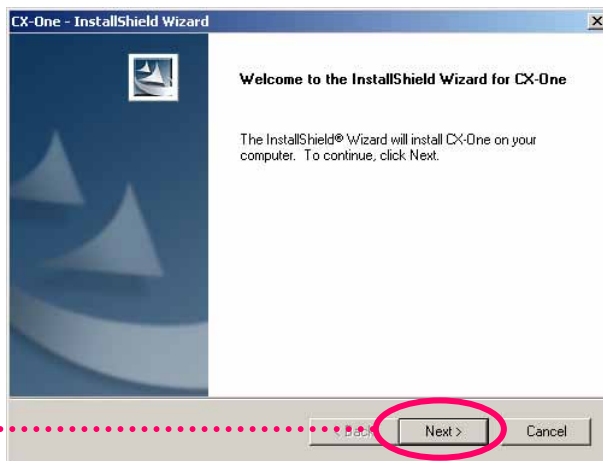 CX-One - InstallShield Wizard
Welcome to the InstallShield Wizard for CX-One
The InstallShield® Wizard will install CX-One on your
computer. To continue, click Next.
< Back
Next >
Cancel